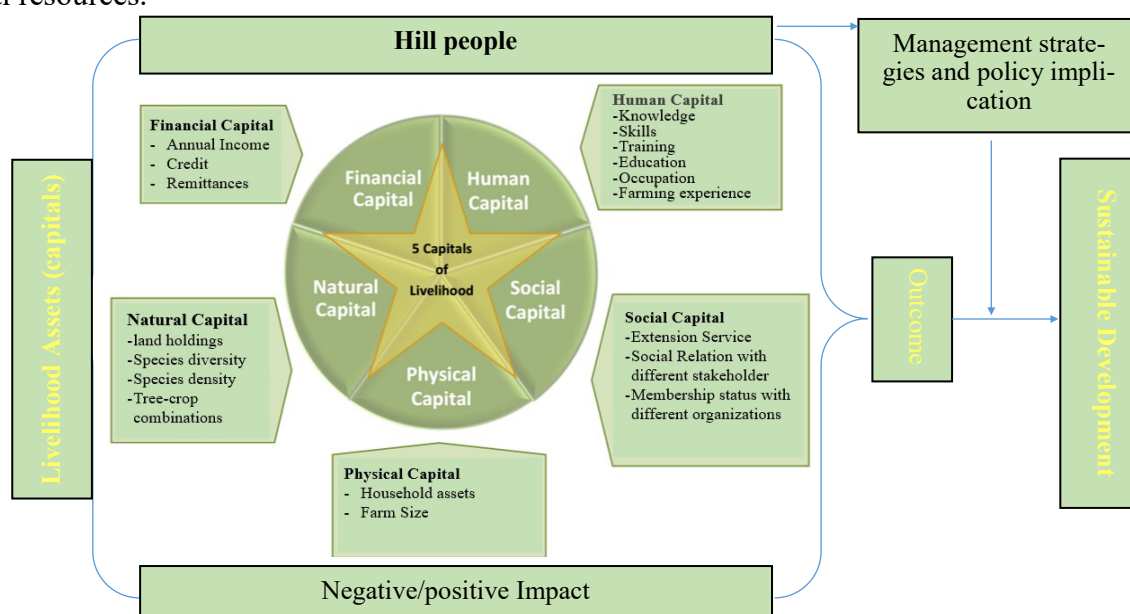 Hill people
Management strate-
gies and policy impli-
cation
Livelihood Assets (capitals)
Financial Capital
- Annual Income
- Credit
- Remittances
Human Capital
-Knowledge
-Skills
-Training
-Education
-Occupation
-Farming experience
Financial
Capital
Human
Capital
5 Capitals
of
Livelihood
Natural
Capital
Social
Capital
Physical
Capital
Natural Capital
-land holdings
-Species diversity
-Species density
-Tree-crop
combinations
Social Capital
-Extension Service
-Social Relation with
different stakeholder
-Membership status with
different organizations
Physical Capital
- Household assets
- Farm Size
Outcome
Sustainable Development
Negative/positive Impact